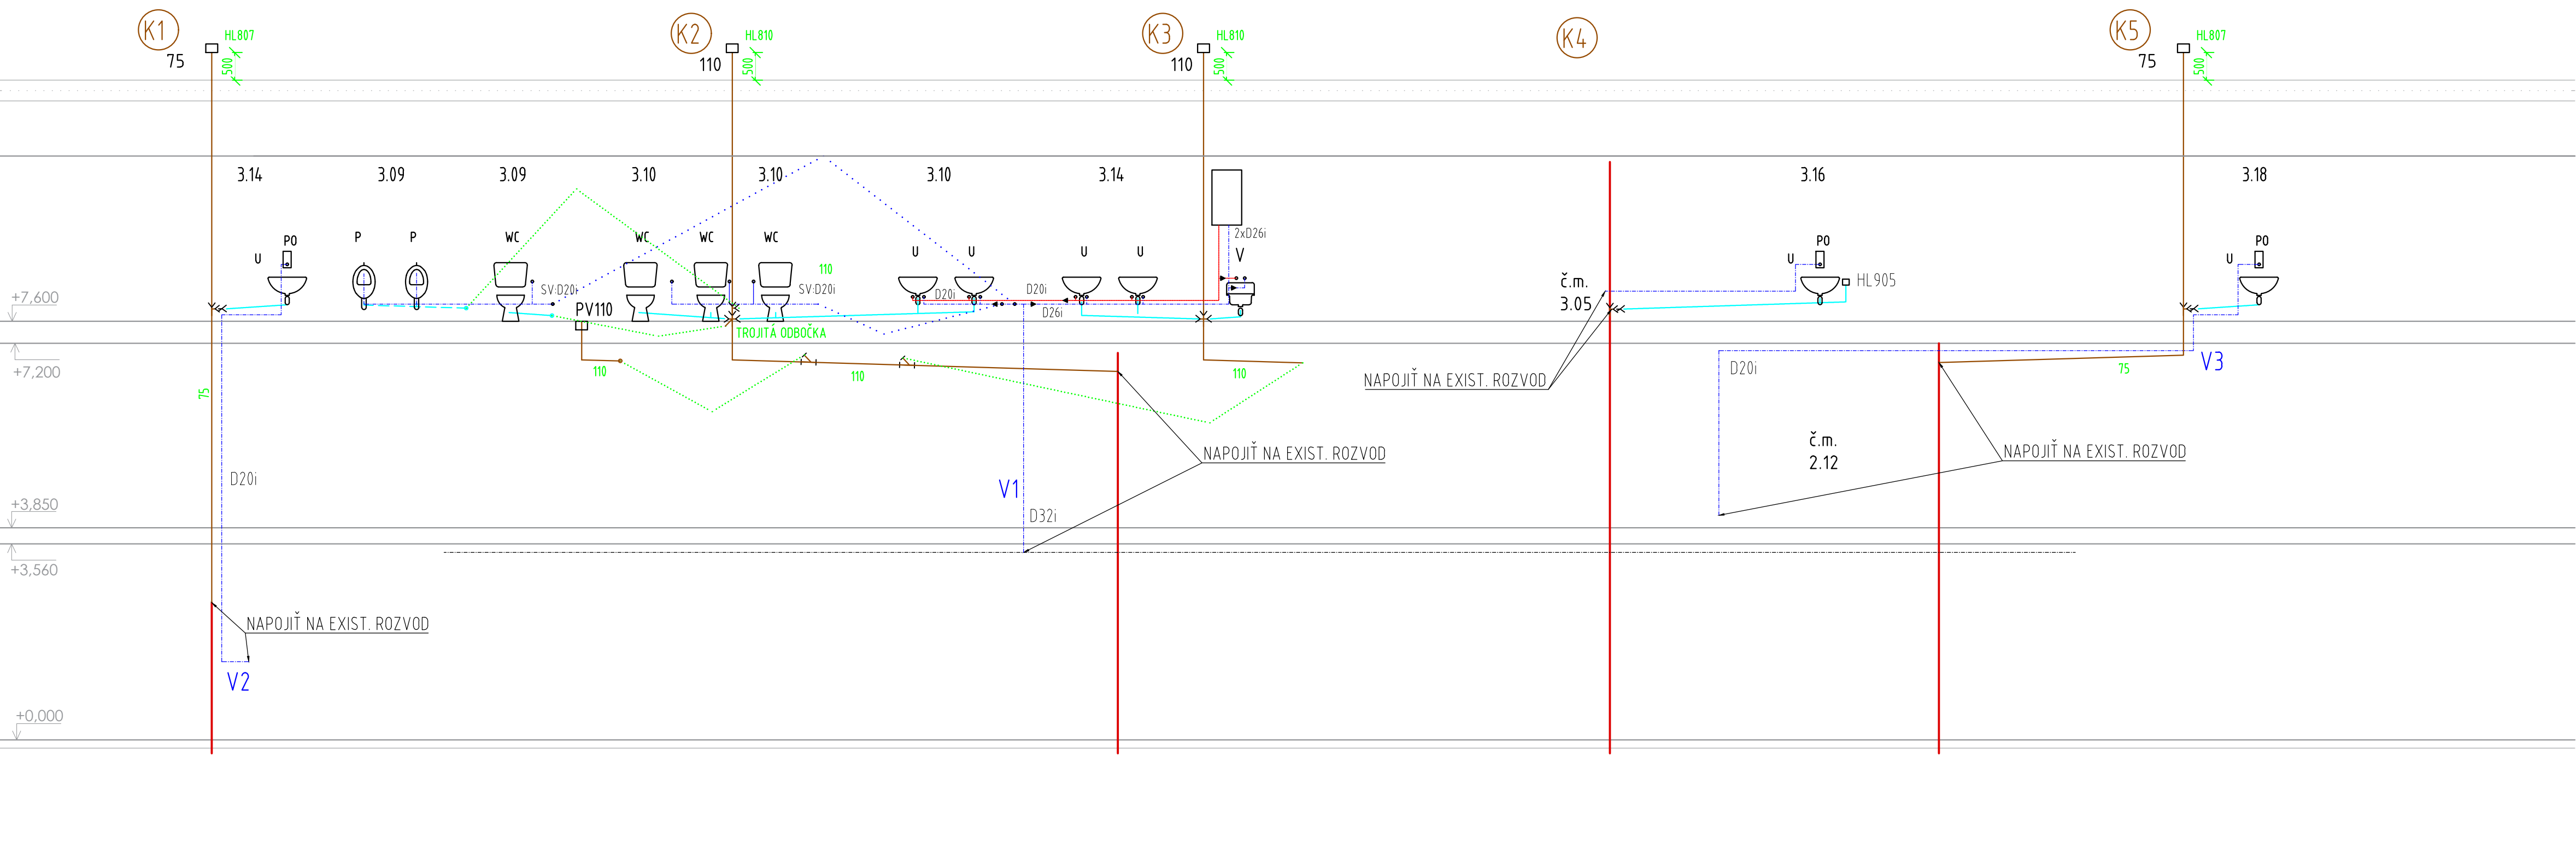 K1
HL807
75
500
K2
HL810
110
500
K3
HL810
110
500
K4
K5
HL807
75
500
3.14
3.09
3.09
3.10
3.10
3.10
3.14
3.16
3.18
U
PO
P
P
WC
WC
WC
WC
U
U
U
U
2xD26i
V
U
PO
U
PO
110
SV:D20i
SV:D20i
D20i
D20i
D26i
PV110
TROJITÁ ODBOČKA
č.m.
3.05
HL905
+7,600
+7,200
110
110
110
75
NAPOJIŤ NA EXIST. ROZVOD
D20i
V3
75
č.m.
2.12
NAPOJIŤ NA EXIST. ROZVOD
NAPOJIŤ NA EXIST. ROZVOD
D20i
V1
D32i
+3,850
+3,560
NAPOJIŤ NA EXIST. ROZVOD
V2
+0,000